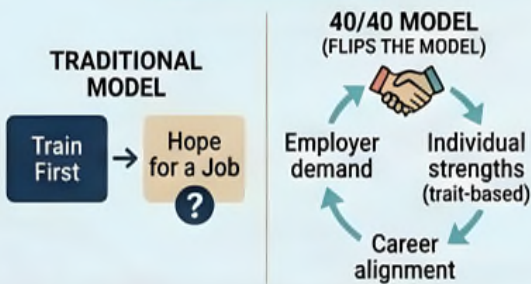 TRADITIONAL
MODEL
Train
First
Hope
for a Job
?
40/40 MODEL
(FLIPS THE MODEL)
Employer
demand
Individual
strengths
(trait-based)
Career
alignment